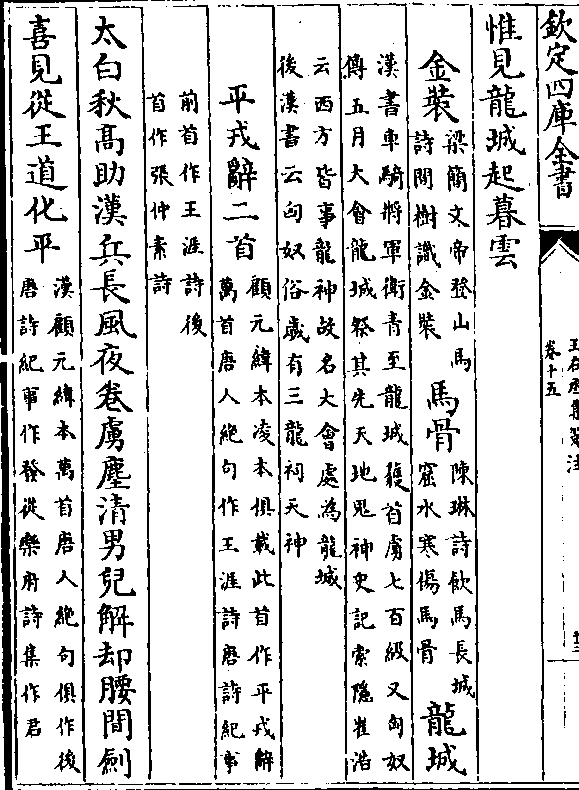 欽定四庫全書
王右丞集箋註
卷十五
惟見龍城起暮雲
金裝
梁簡文帝登山馬
詩間樹識金裝
馬骨
陳琳詩飲馬長城
窟水寒傷馬骨
龍城
漢書車騎將軍衛青至龍城獲首虜七百級又匈奴
傳五月大會龍城祭其先天地鬼神史記索隱崔浩
云西方皆事龍神故名大會處為龍城
後漢書云匈奴俗歲有三龍祠天神
平戎辭二首
顧元緯本凌本俱載此首作平戎辭
萬首唐人絶句作王涯詩唐詩紀事
前首作王涯詩後
首作張仲素詩
太白秋髙助漢兵長風夜卷虜塵清男兒解却腰間劍
喜見從王道化平
漢顧元緯本萬首唐人絶句俱作後
唐詩紀事作發從樂府詩集作君